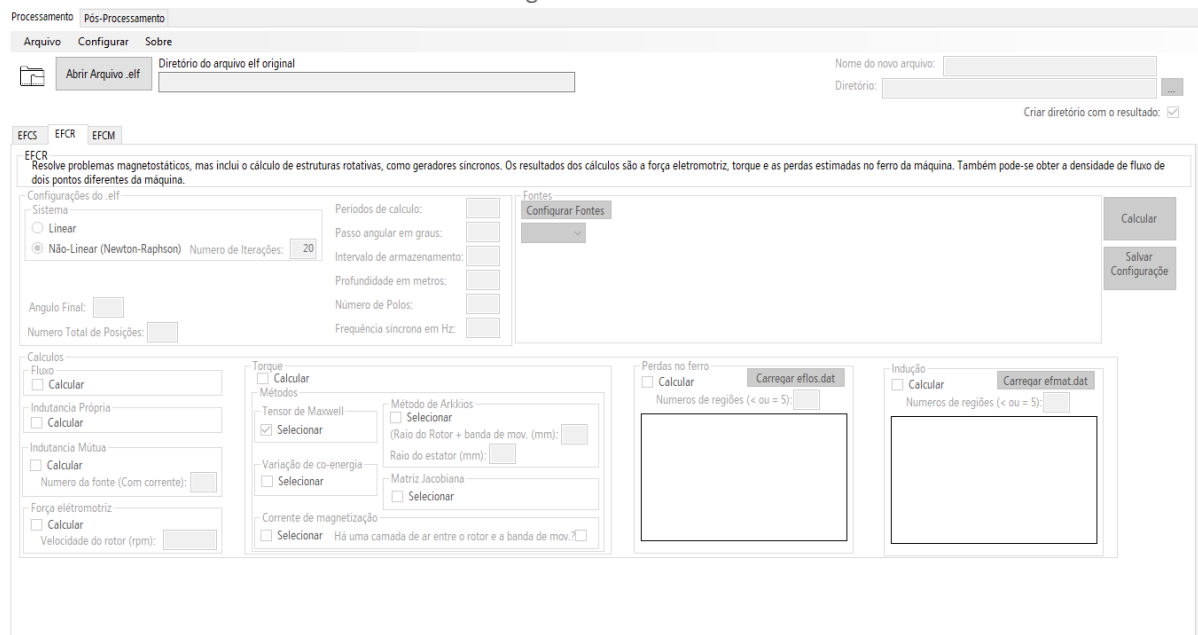 Processamento Pós-Processamento
Arquivo Configurar Sobre
Abrir Arquivo .elf
Diretório do arquivo elf original
Nome do novo arquivo:
Diretório:
...
Criar diretório com o resultado:
EFCS EFCR EFCM
EFCR
Resolve problemas magnetostáticos, mas inclui o cálculo de estruturas rotativas, como geradores síncronos. Os resultados dos cálculos são a força eletromotriz, torque e as perdas estimadas no ferro da máquina. Também pode-se obter a densidade de fluxo de
dois pontos diferentes da máquina.
Configurações do .elf
Sistema
Linear
Não-Linear (Newton-Raphson) Numero de Iterações: 20
Angulo Final:
Numero Total de Posições:
Períodos de calculo:
Passo angular em graus:
Intervalo de armazenamento:
Profundidade em metros:
Número de Polos:
Frequência síncrona em Hz:
Fontes
Configurar Fontes
Calcular
Salvar
Configuraçõe
Calculos
Fluxo
Calcular
Indutancia Própria
Calcular
Indutancia Mútua
Calcular
Numero da fonte (Com corrente):
Força elétromotriz
Calcular
Velocidade do rotor (rpm):
Torque
Calcular
Métodos
Tensor de Maxwell
Selecionar
Variação de co-energia
Selecionar
Método de Arkkios
Selecionar
(Raio do Rotor + banda de mov. (mm):
Raio do estator (mm):
Matriz Jacobiana
Selecionar
Corrente de magnetização
Selecionar Há uma camada de ar entre o rotor e a banda de mov.?
Perdas no ferro
Calcular Carregar eflos.dat
Numeros de regiões (< ou = 5):
Indução
Calcular Carregar efmat.dat
Numeros de regiões (< ou = 5):